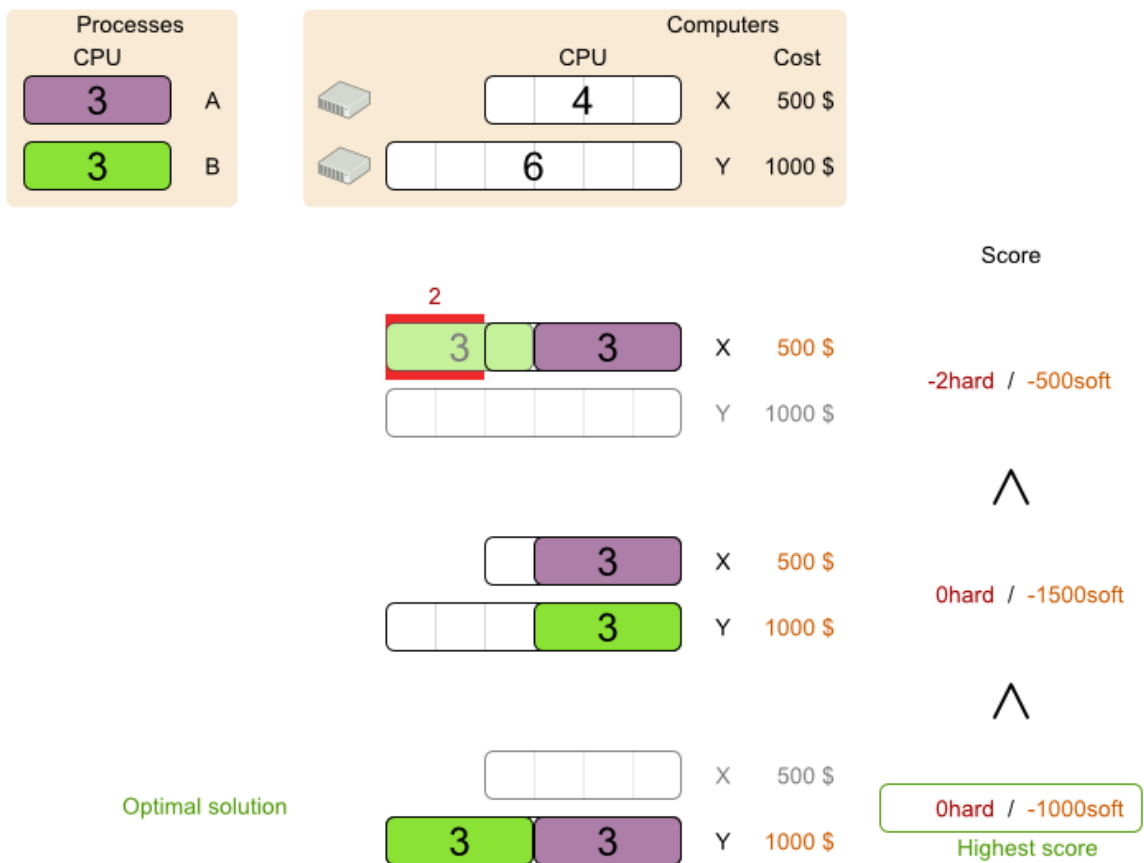 Processes Computers
CPU CPU Cost
3 A 4 X 500 $
3 B 6 Y 1000 $
Score
2
3 3 X 500 $
-2hard / -500soft
Y 1000 $
3 X 500 $
0hard / -1500soft
3 Y 1000 $
X 500 $
Optimal solution 0hard / -1000soft
3 3 Y 1000 $
Highest score